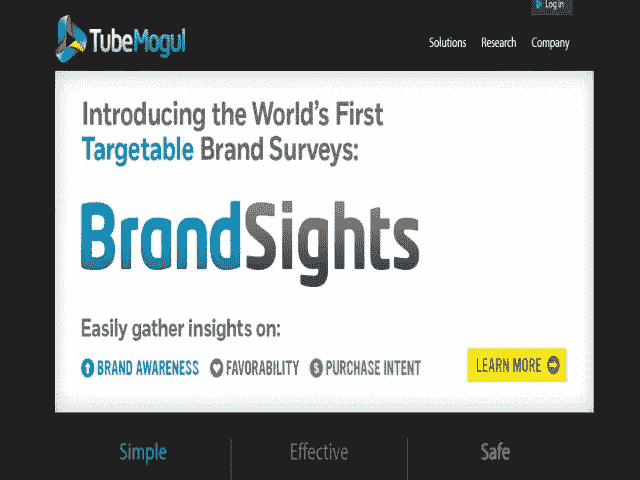 Log in
TubeMogul
Solutions Research Company
Introducing the World's First
Targetable Brand Surveys:
BrandSights
Easily gather insights on:
BRAND AWARENESS FAVORABILITY $ PURCHASE INTENT
LEARN MORE
Simple Effective Safe